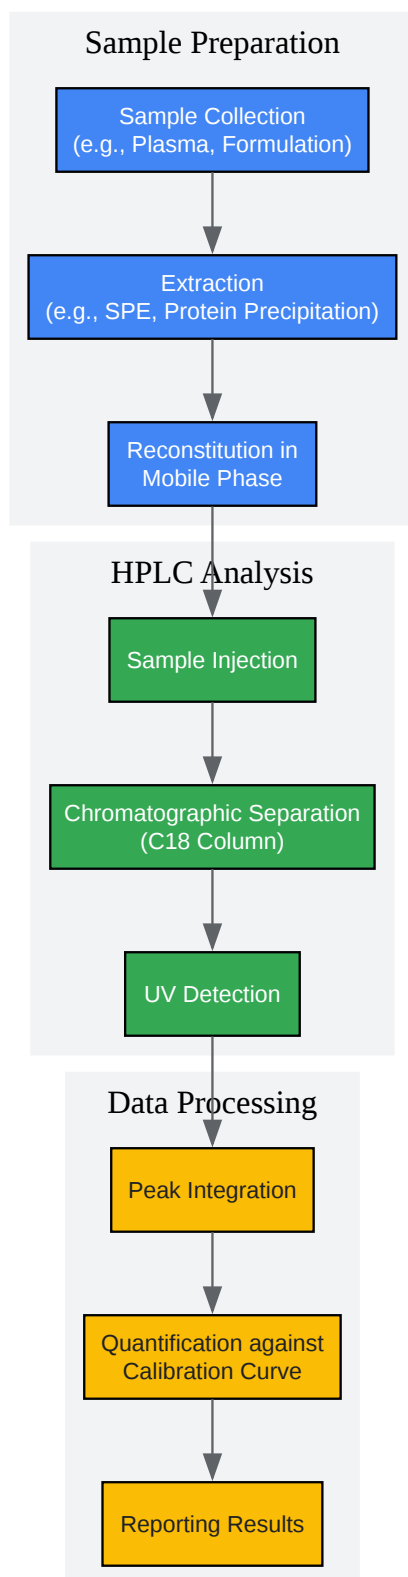 Sample Preparation
Sample Collection
(e.g., Plasma, Formulation)
Extraction
(e.g., SPE, Protein Precipitation)
Reconstitution in
Mobile Phase
HPLC Analysis
Sample Injection
Chromatographic Separation
(C18 Column)
UV Detection
Data Processing
Peak Integration
Quantification against
Calibration Curve
Reporting Results